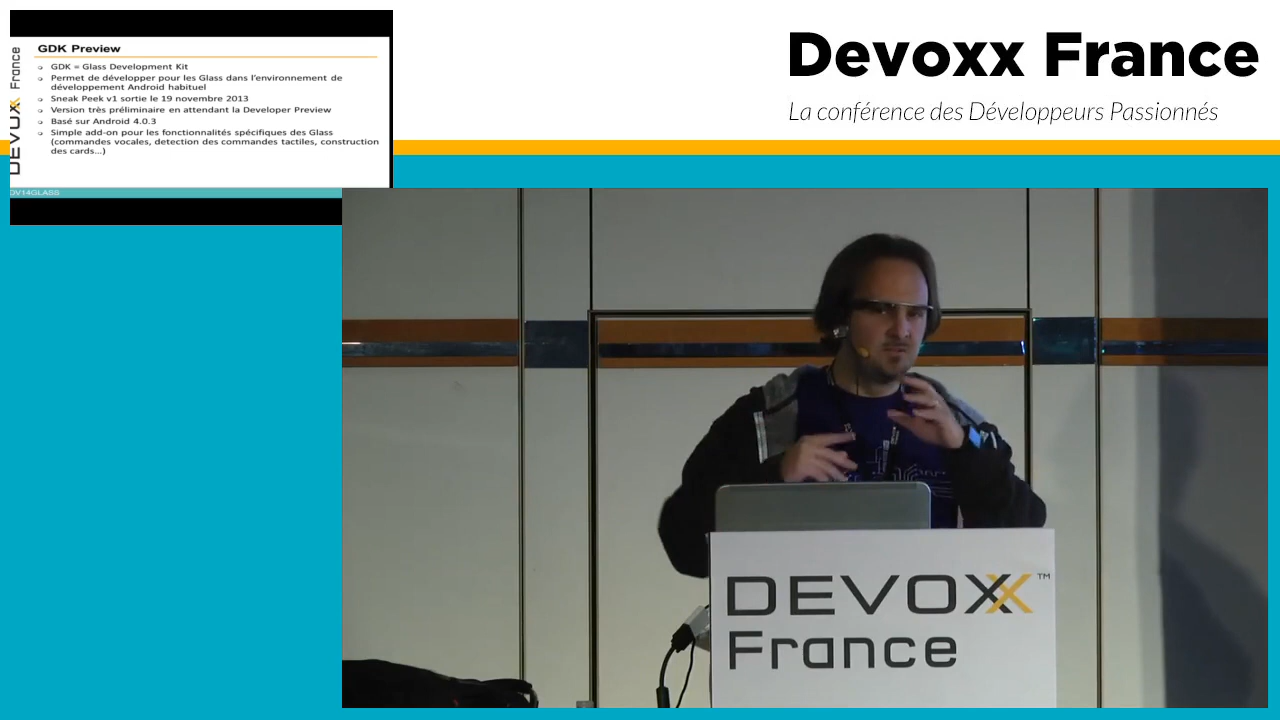 GDK Preview
GDK = Glass Development Kit
Permet de développer pour les Glass dans l'environnement de
développement Android habituel
Sneak Peek v1 sortie le 19 novembre 2013
Version très préliminaire en attendant la Developer Preview
Basé sur Android 4.0.3
Simple add-on pour les fonctionnalités spécifiques des Glass
(commandes vocales, detection des commandes tactiles, construction
des cards...)
DEVOX France
DV14GLASS
Devoxx France
La conférence des Développeurs Passionnés
DEVOXX™
France